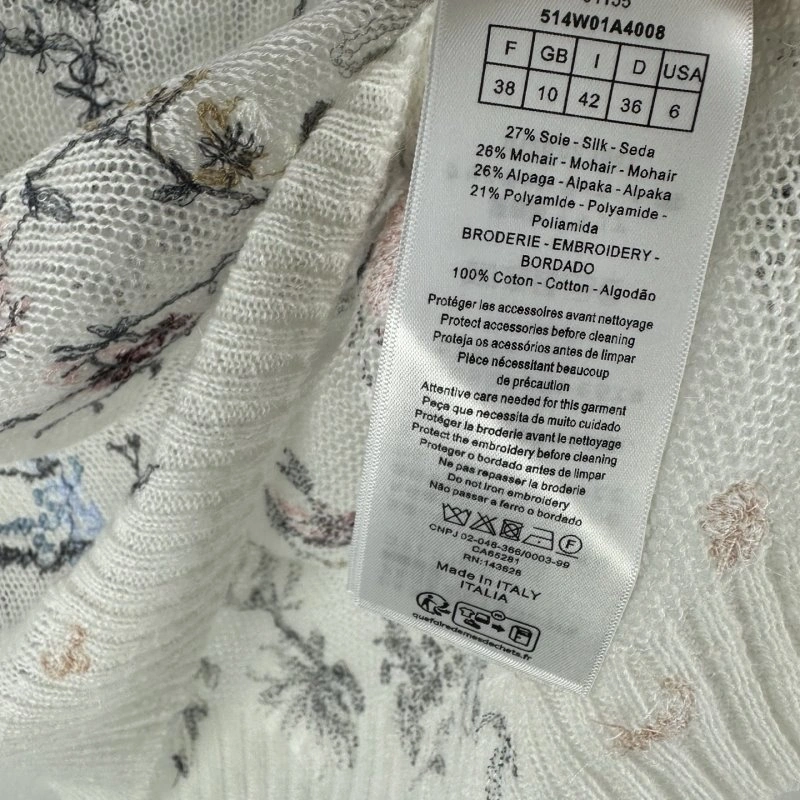 514W01A4008
F GB I D USA
38 10 42 36 6
27% Soie - Silk - Seda
26% Mohair - Mohair - Mohair
26% Alpaga - Alpaka - Alpaka
21% Polyamide - Polyamide -
Poliamida
BRODERIE - EMBROIDERY -
BORDADO
100% Coton - Cotton - Algodão
Protéger les accessoires avant nettoyage
Protect accessories before cleaning
Proteja os acessórios antes de limpar
Pièce nécessitant beaucoup
de précaution
Attentive care needed for this garment
Peça que necessita de muito cuidado
Protéger la broderie avant le nettoyage
Protect the embroidery before cleaning
Proteger o bordado antes de limpar
Ne pas repasser la broderie
Do not iron embroidery
Não passar a ferro o bordado
F
CNPJ 02-046-366/0003-99
CA65281
RN:143626
Made in ITALY
ITALIA
quefairedemesdechets.fr